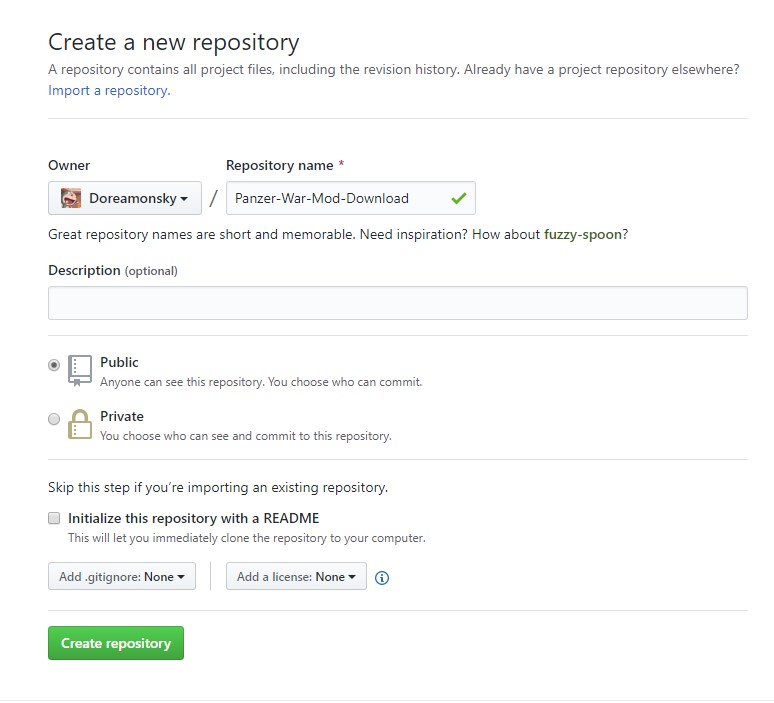 Create a new repository
A repository contains all project files, including the revision history. Already have a project repository elsewhere?
Import a repository.
Owner
Repository name *
Doreamonsky / Panzer-War-Mod-Download
Great repository names are short and memorable. Need inspiration? How about fuzzy-spoon?
Description (optional)
Public
Anyone can see this repository. You choose who can commit.
Private
You choose who can see and commit to this repository.
Skip this step if you’re importing an existing repository.
Initialize this repository with a README
This will let you immediately clone the repository to your computer.
Add .gitignore: None
Add a license: None
Create repository